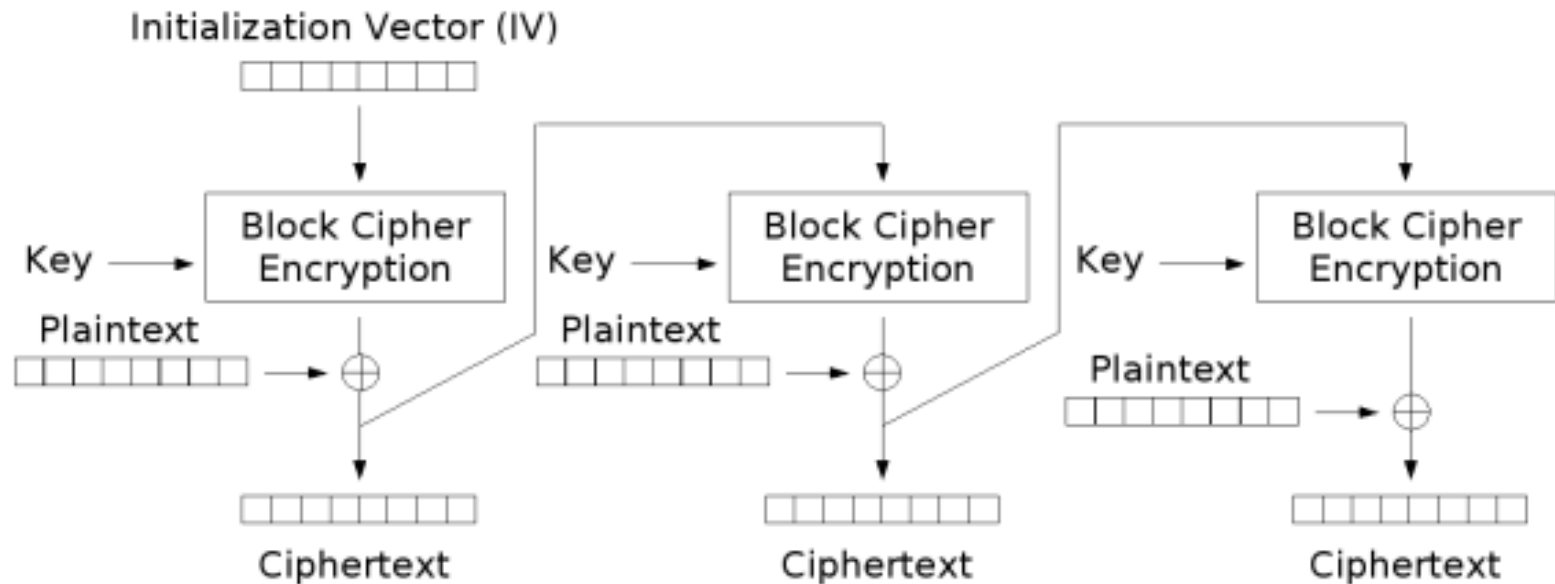 Initialization Vector (IV)
Block Cipher
Encryption
Block Cipher
Encryption
Block Cipher
Encryption
Key
Key
Key
Plaintext
Plaintext
Plaintext
Ciphertext
Ciphertext
Ciphertext